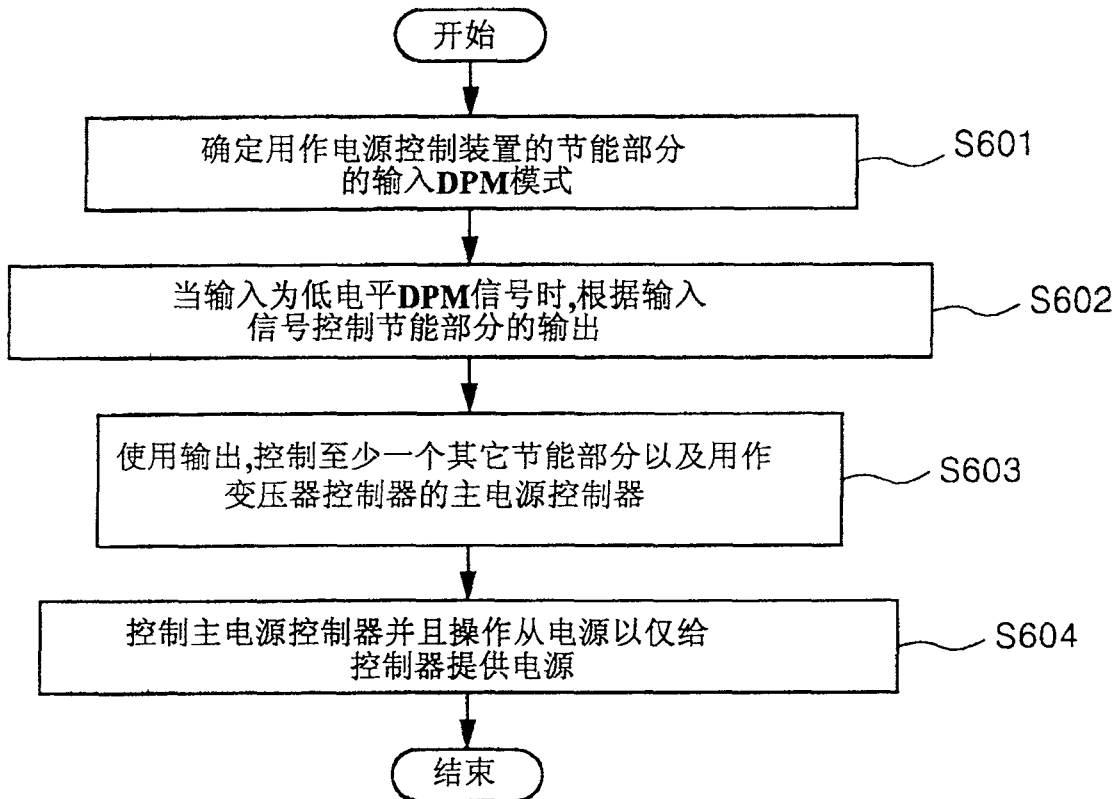 开始
确定用作电源控制装置的节能部分
的输入DPM模式
S601
当输入为低电平DPM信号时,根据输入
信号控制节能部分的输出
S602
使用输出,控制至少一个其它节能部分以及用作
变压器控制器的主电源控制器
S603
控制主电源控制器并且操作从电源以仅给
控制器提供电源
S604
结束